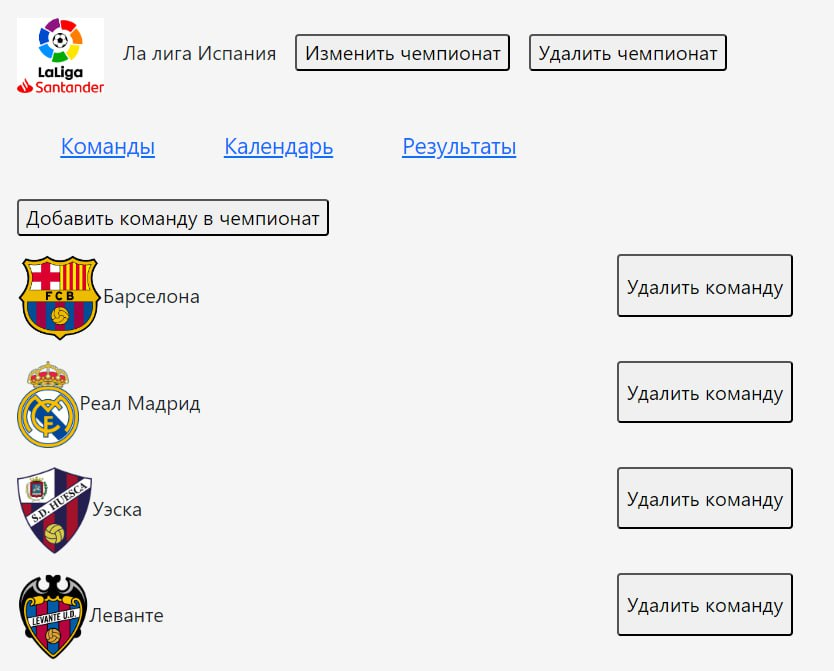 LaLiga
Santander
Ла лига Испания Изменить чемпионат Удалить чемпионат
Команды Календарь Результаты
Добавить команду в чемпионат
F C B
Барселона Удалить команду
Реал Мадрид Удалить команду
S.D. HUESCA
Уэска Удалить команду
LEVANTE U.D.
Леванте Удалить команду